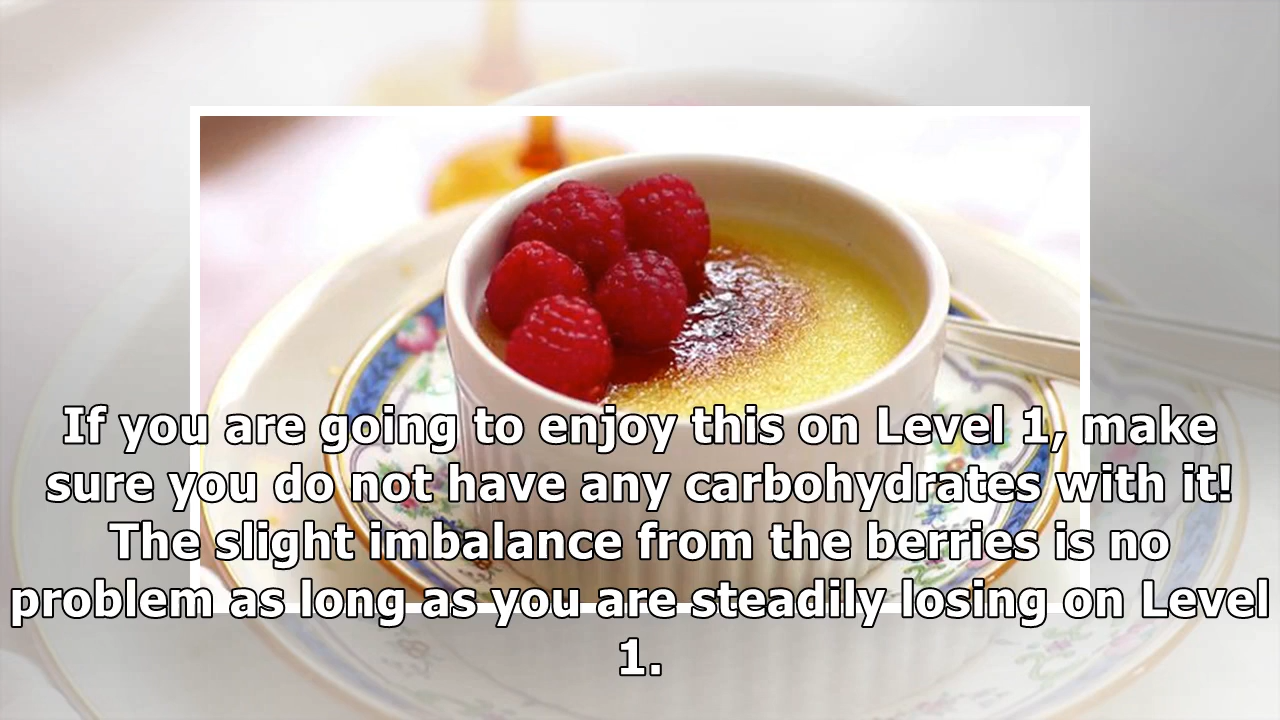 If you are going to enjoy this on Level 1, make
sure you do not have any carbohydrates with it!
The slight imbalance from the berries is no
problem as long as you are steadily losing on Level
1.